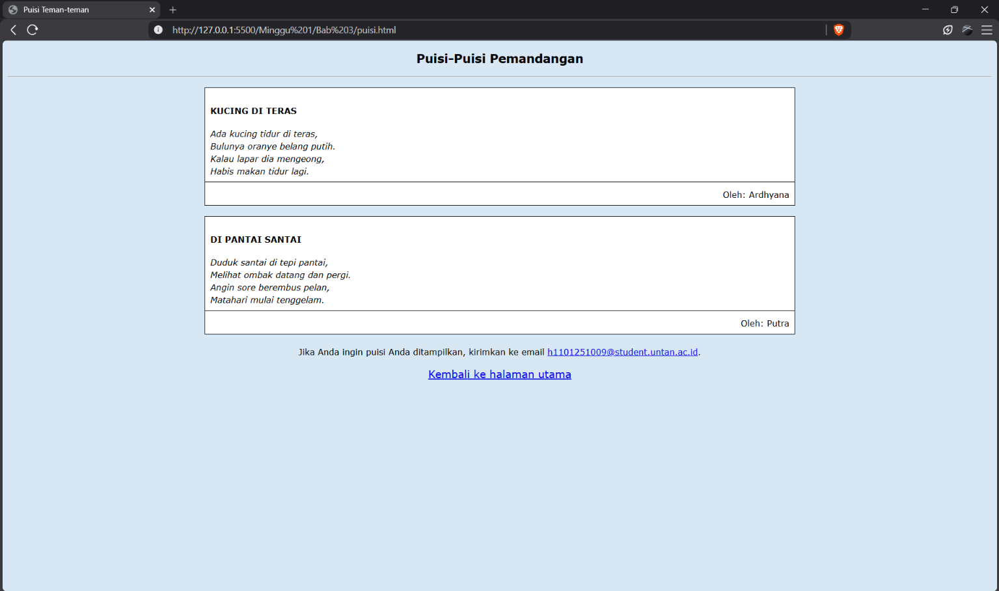 Puisi Teman-teman
http://127.0.0.1:5500/Minggu%201/Bab%203/puisi.html
Puisi-Puisi Pemandangan
KUCING DI TERAS
Ada kucing tidur di teras,
Bulunya oranye belang putih.
Kalau lapar dia mengeong,
Habis makan tidur lagi.
Oleh: Ardhyana
DI PANTAI SANTAI
Duduk santai di tepi pantai,
Melihat ombak datang dan pergi.
Angin sore berembus pelan,
Matahari mulai tenggelam.
Oleh: Putra
Jika Anda ingin puisi Anda ditampilkan, kirimkan ke email h1101251009@student.untan.ac.id.
Kembali ke halaman utama